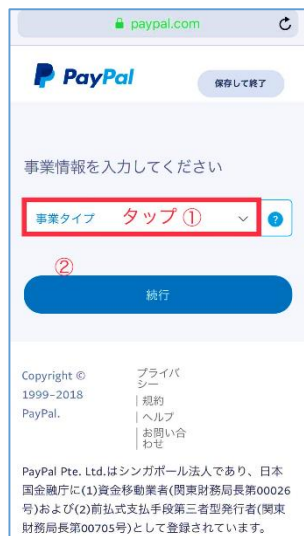 paypal.com
PayPal
保存して終了
事業情報を入力してください
事業タイプ タップ①
?
②
続行
Copyright ©
1999-2018
PayPal.
プライバ
シー
| 規約
| ヘルプ
| お問い合
わせ
PayPal Pte. Ltd.はシンガポール法人であり、日本
国金融庁に(1)資金移動業者(関東財務局長第00026
号)および(2)前払式支払手段第三者型発行者(関東
財務局長第00705号)として登録されています。